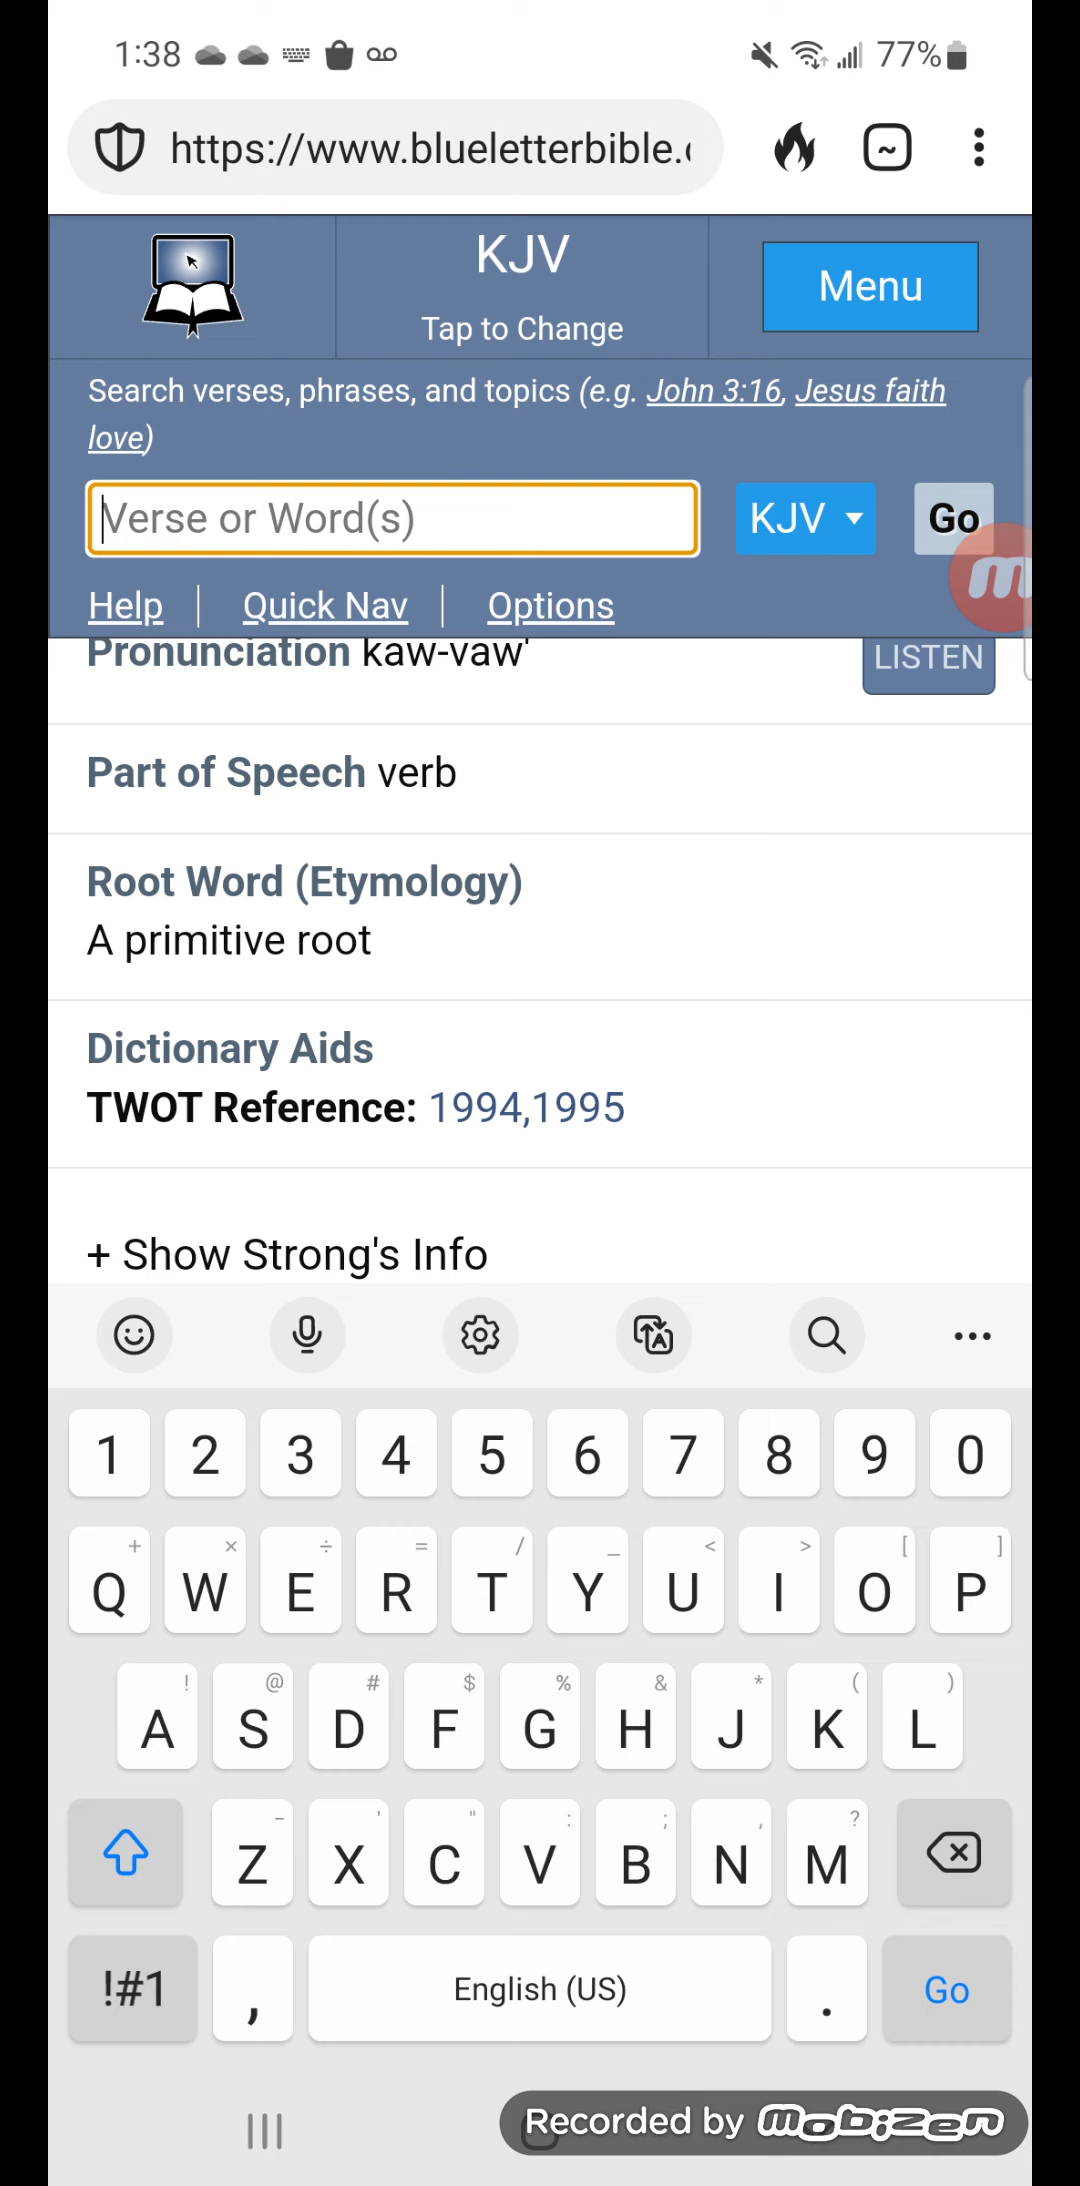 1:38 77%
https://www.blueletterbible.
KJV
Tap to Change
Menu
Search verses, phrases, and topics (e.g. John 3:16, Jesus faith
love)
Verse or Word(s)
KJV
Go
Help | Quick Nav | Options
Pronunciation kaw-vaw'
LISTEN
Part of Speech verb
Root Word (Etymology)
A primitive root
Dictionary Aids
TWOT Reference: 1994,1995
+ Show Strong's Info
1 2 3 4 5 6 7 8 9 0
+ × ÷ = / _ < > [ ]
Q W E R T Y U I O P
! @ # $ % & * ( )
A S D F G H J K L
- ' " : ; , ?
Z X C V B N M
!#1 , English (US) . Go
Recorded by mobizen